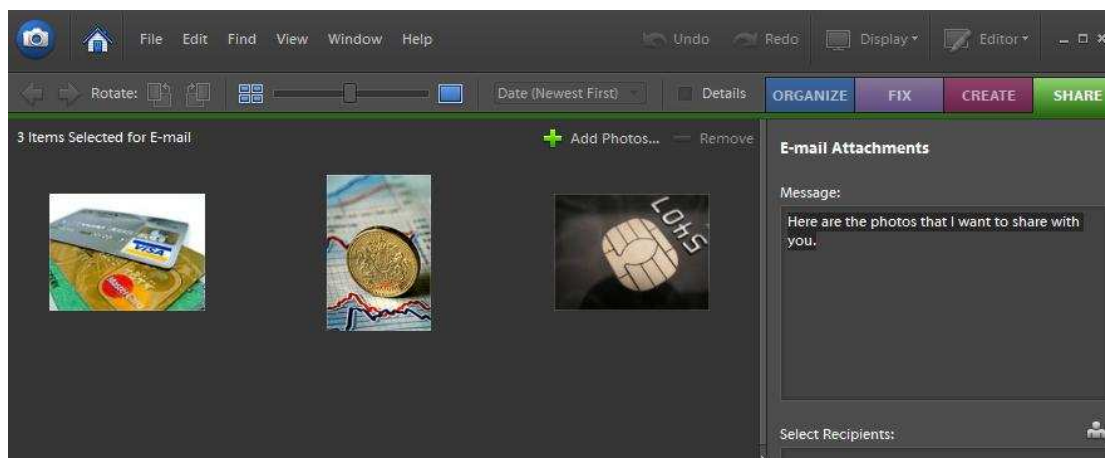 File Edit Find View Window Help Undo Redo Display Editor
Rotate: Date (Newest First) Details ORGANIZE FIX CREATE SHARE
3 Items Selected for E-mail Add Photos... Remove
E-mail Attachments
Message:
Here are the photos that I want to share with
you.
VISA
MasterCard
5407
Select Recipients: